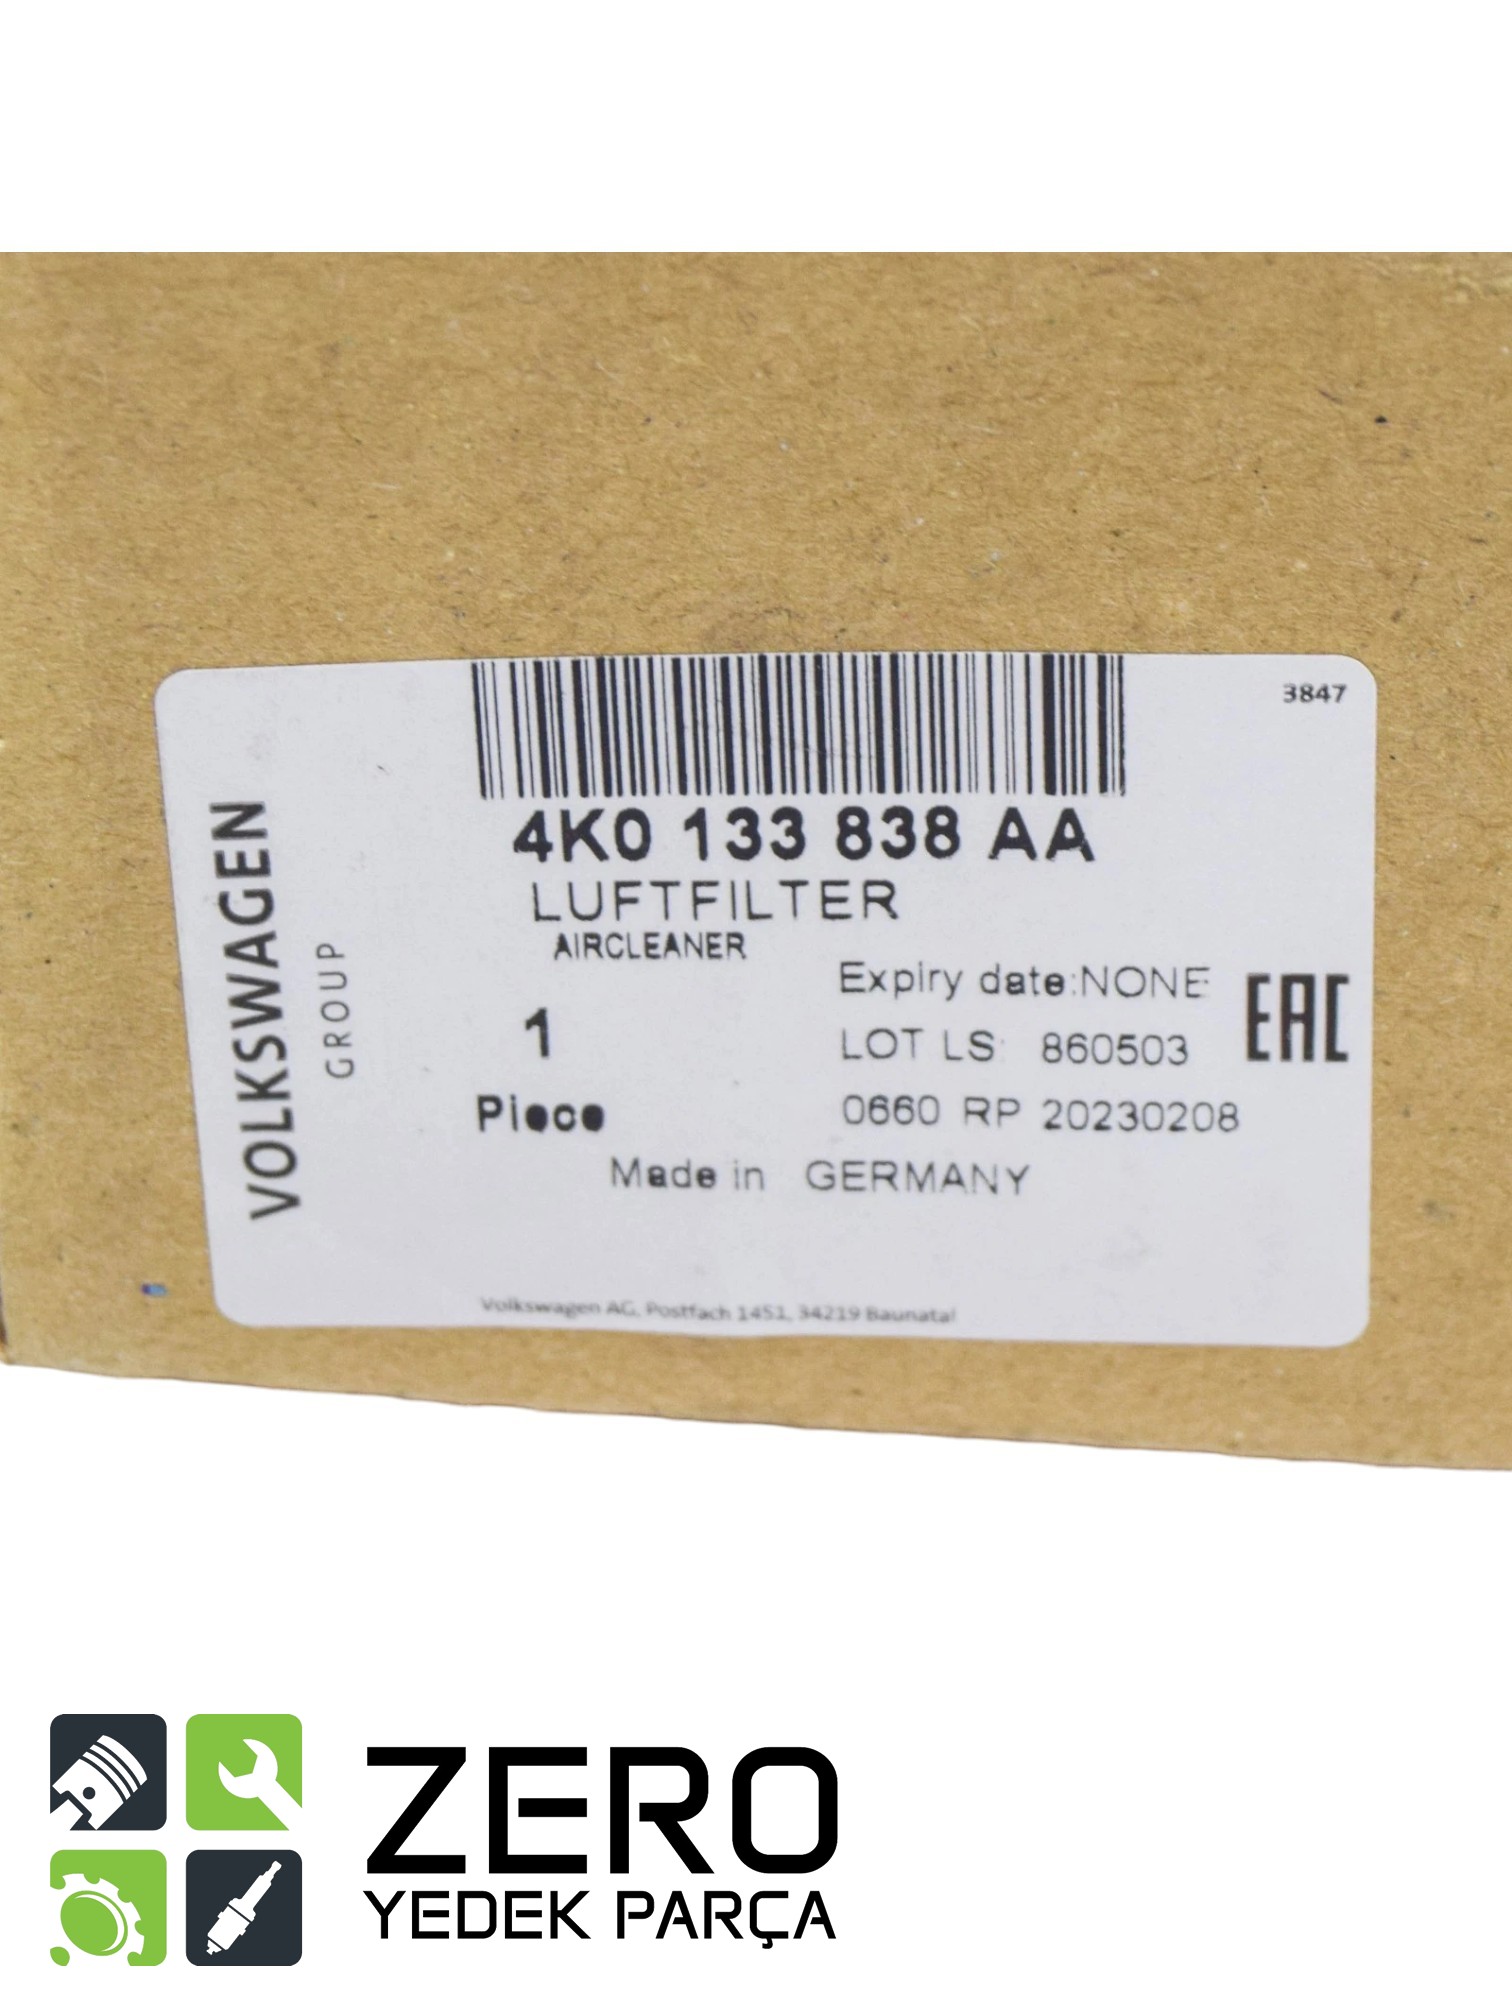 3847
4K0 133 838 AA
LUFTFILTER
AIRCLEANER
VOLKSWAGEN
GROUP
Expiry date:NONE
EAC
1
LOT LS: 860503
Piece
0660 RP 20230208
Made in GERMANY
Volkswagen AG, Postfach 1451, 34219 Baunatal
ZERO
YEDEK PARÇA